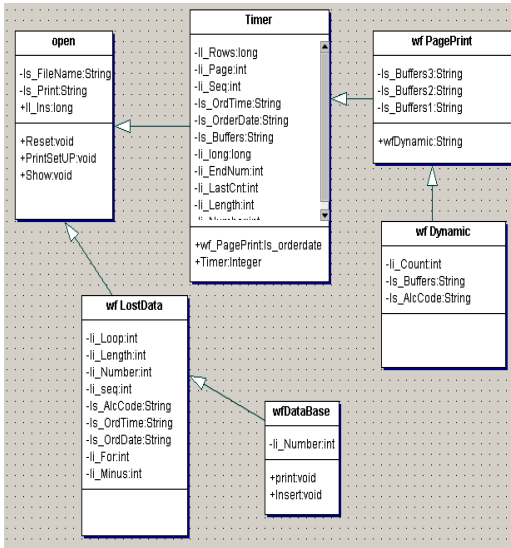 open
-ls_FileName:String
-ls_Print:String
+ll_Ins:long
+Reset:void
+PrintSetUP:void
+Show:void
Timer
-ll_Rows:long
-li_Page:int
-li_Seq:int
-ls_OrdTime:String
-ls_OrderDate:String
-ls_Buffers:String
-li_long:long
-li_EndNum:int
-li_LastCnt:int
-li_Length:int
-li_Number:int
+wf_PagePrint:ls_orderdate
+Timer:Integer
wf PagePrint
-ls_Buffers3:String
-ls_Buffers2:String
-ls_Buffers1:String
+wfDynamic:String
wf Dynamic
-li_Count:int
-ls_Buffers:String
-ls_AlcCode:String
wf LostData
-li_Loop:int
-li_Length:int
-li_Number:int
-li_seq:int
-ls_AlcCode:String
-ls_OrdTime:String
-ls_OrdDate:String
-li_For:int
-li_Minus:int
wfDataBase
-li_Number:int
+print:void
+Insert:void